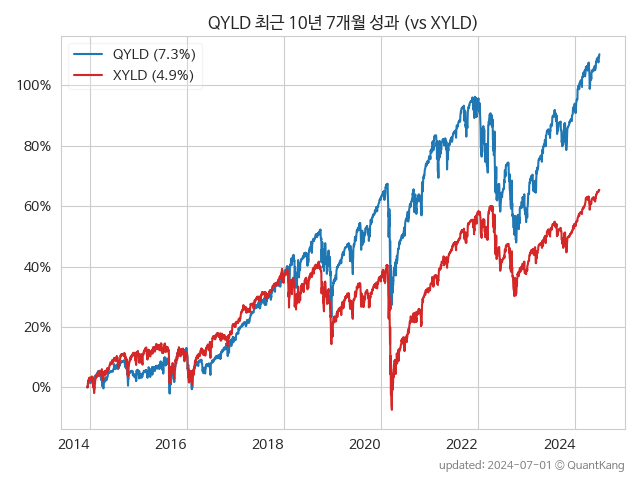 QYLD 최근 10년 7개월 성과 (vs XYLD)
QYLD (7.3%)
XYLD (4.9%)
100%
80%
60%
40%
20%
0%
2014 2016 2018 2020 2022 2024
updated: 2024-07-01 © QuantKang